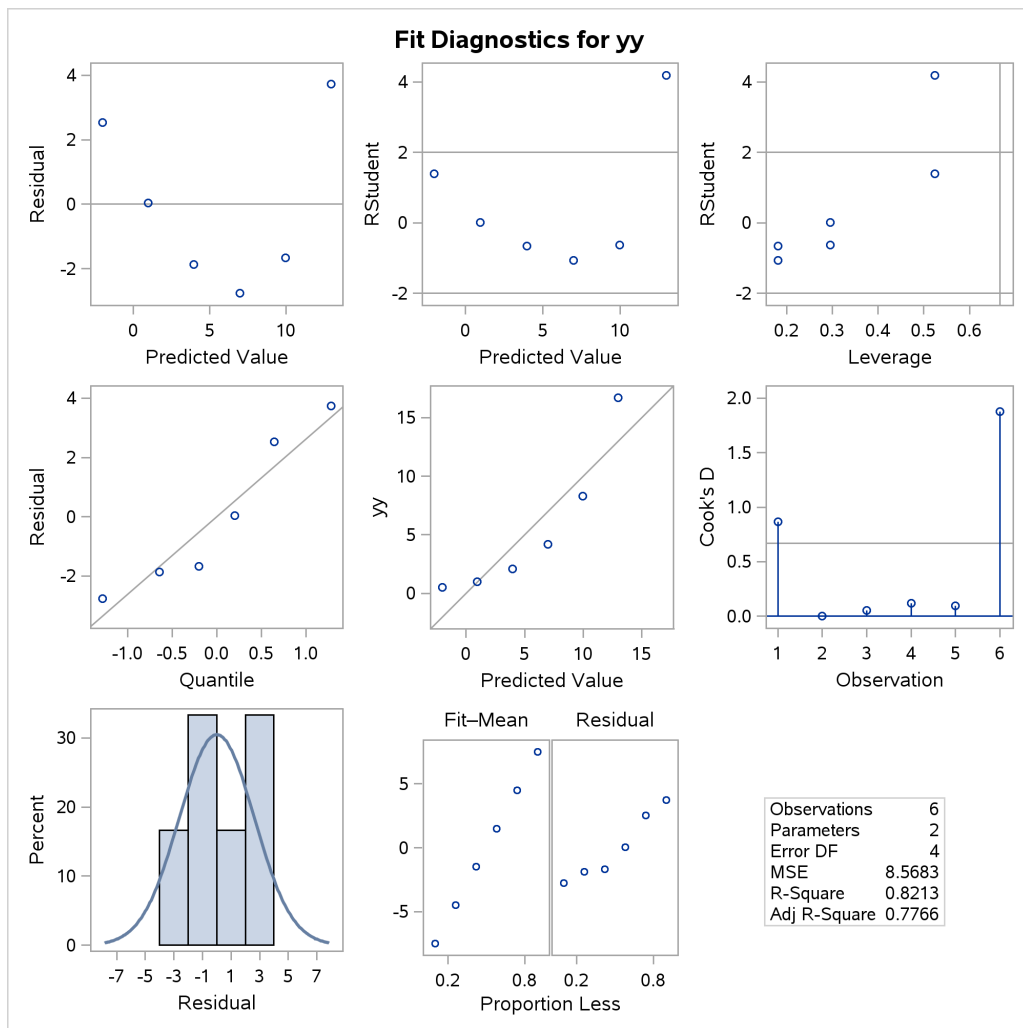 Fit Diagnostics for yy
4
2
0
-2
Residual
0 5 10
Predicted Value
4
2
0
-2
RStudent
0 5 10
Predicted Value
4
2
0
-2
RStudent
0.2 0.3 0.4 0.5 0.6
Leverage
4
2
0
-2
Residual
-1.0 -0.5 0.0 0.5 1.0
Quantile
15
10
5
0
yy
0 5 10 15
Predicted Value
2.0
1.5
1.0
0.5
0.0
Cook's D
1 2 3 4 5 6
Observation
30
20
10
0
Percent
-7 -5 -3 -1 1 3 5 7
Residual
Fit–Mean Residual
5
0
-5
0.2 0.8 0.2 0.8
Proportion Less
Observations 6
Parameters 2
Error DF 4
MSE 8.5683
R-Square 0.8213
Adj R-Square 0.7766